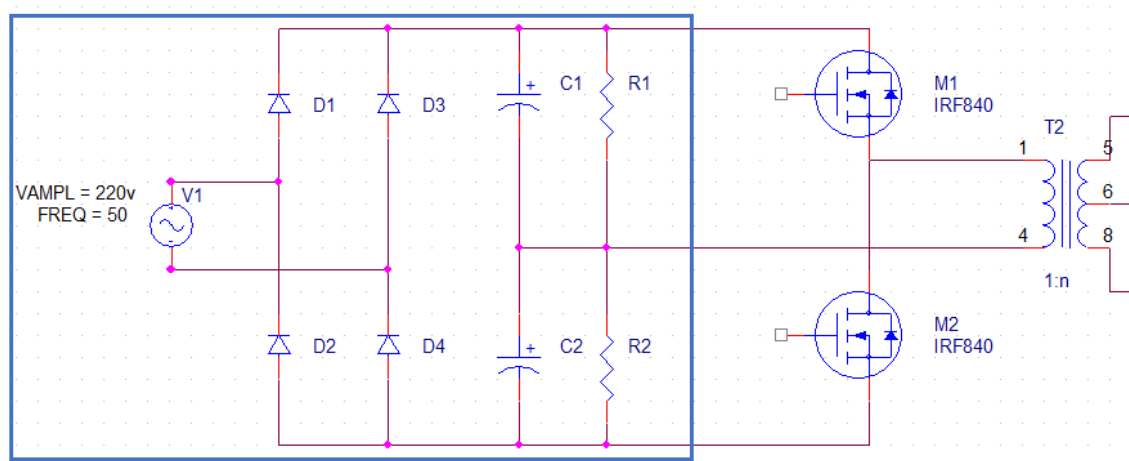 D1
D3
C1
R1
M1
IRF840
T2
1
5
VAMPL = 220v
FREQ = 50
V1
6
4
8
1:n
D2
D4
C2
R2
M2
IRF840
+
+